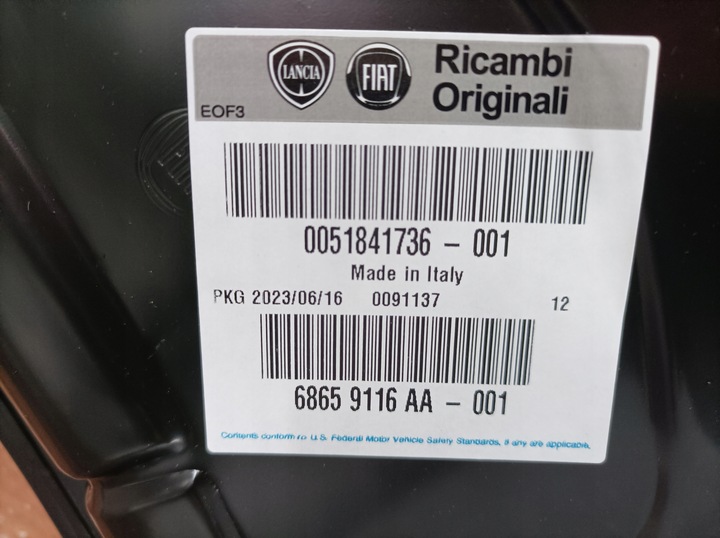 LANCIA FIAT Ricambi
Originali
EOF3
0051841736 - 001
Made in Italy
PKG 2023/06/16 0091137 12
6865 9116 AA - 001
Contents conform to U.S. Federal Motor Vehicle Safety Standards, if any are applicable.